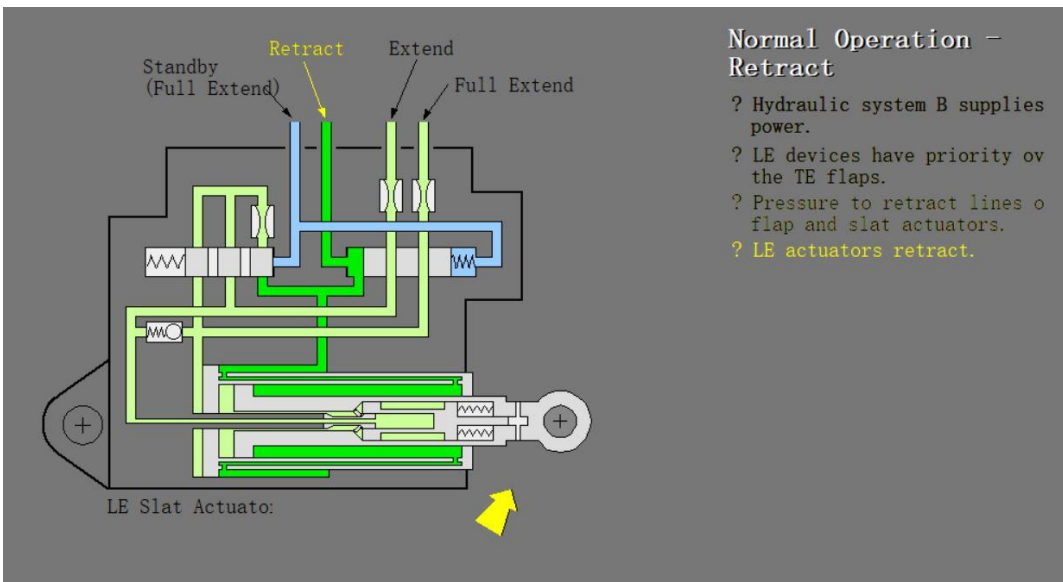 Normal Operation -
Retract
Retract
Extend
Standby
(Full Extend)
Full Extend
? Hydraulic system B supplies
power.
? LE devices have priority ov
the TE flaps.
? Pressure to retract lines o
flap and slat actuators.
? LE actuators retract.
LE Slat Actuato: